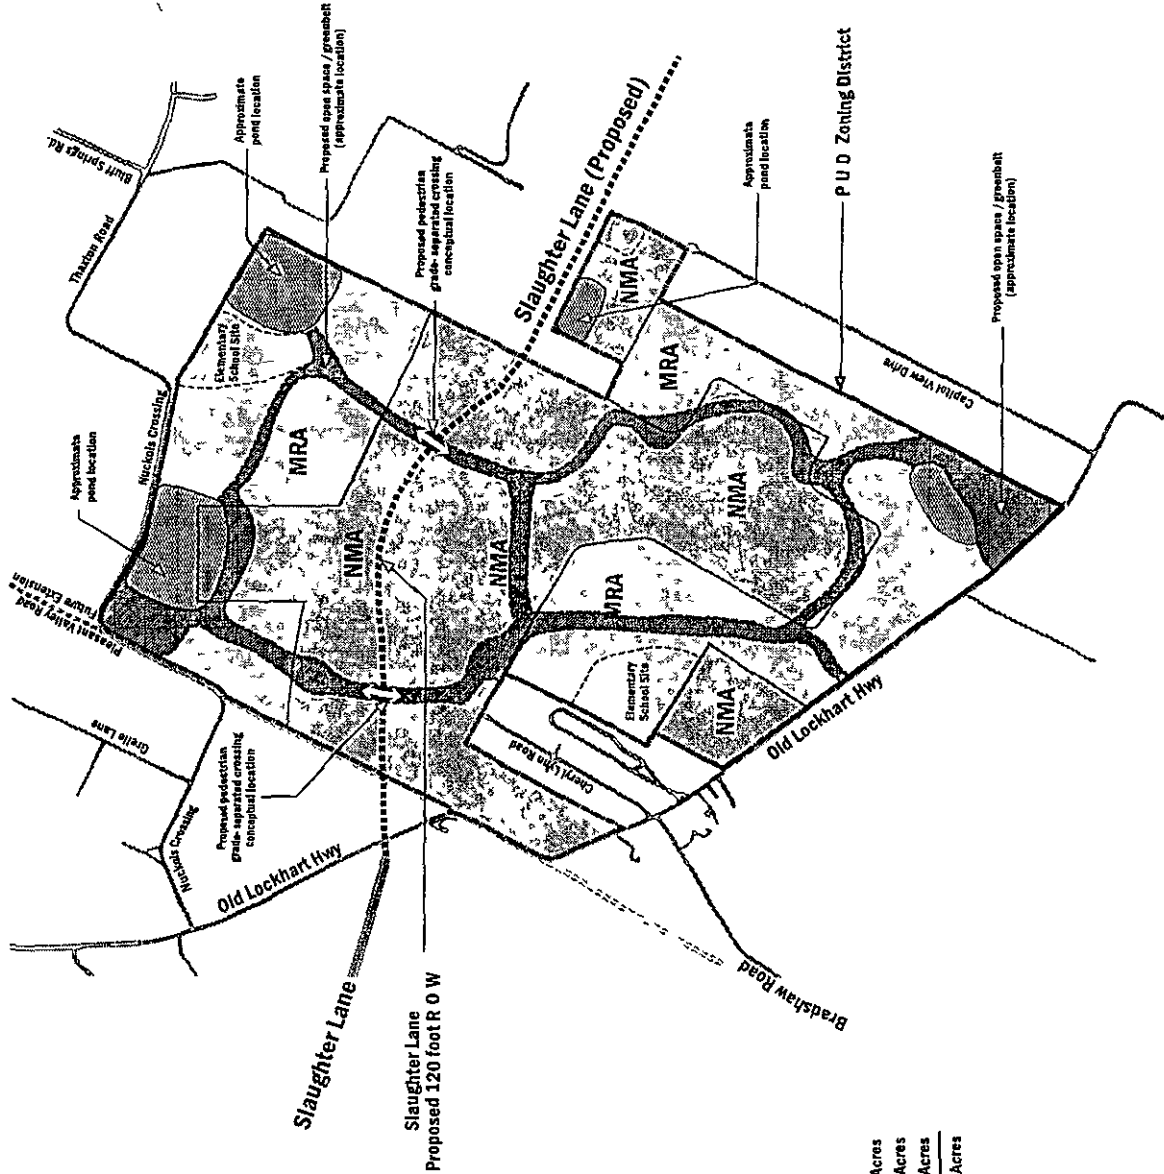 Bluff Springs Rd.
Thaxton Road
Approximate
pond location
Proposed open space / greenbelt
(approximate location)
Proposed pedestrian
grade-separated crossing
conceptual location
Slaughter Lane (Proposed)
Approximate
pond location
P U D Zoning District
Proposed open space / greenbelt
(approximate location)
Capitol View Drive
Nuckols Crossing
Elementary
School Site
Approximate
pond location
Pleasant Valley Road
Future Extension
MRA
NMA
NMA
NMA
MRA
NMA
MRA
NMA
Elementary
School Site
Cheryl Lynn Road
Old Lockhart Hwy
Grelle Lane
Nuckols Crossing
Proposed pedestrian
grade-separated crossing
conceptual location
Old Lockhart Hwy
Bradshaw Road
Slaughter Lane
Slaughter Lane
Proposed 120 foot R O W
Acres
Acres
Acres
Acres